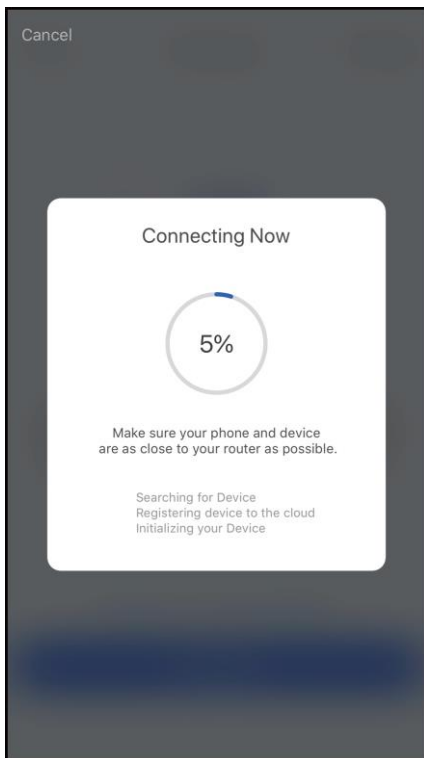 Cancel
Connecting Now
5%
Make sure your phone and device
are as close to your router as possible.
Searching for Device
Registering device to the cloud
Initializing your Device